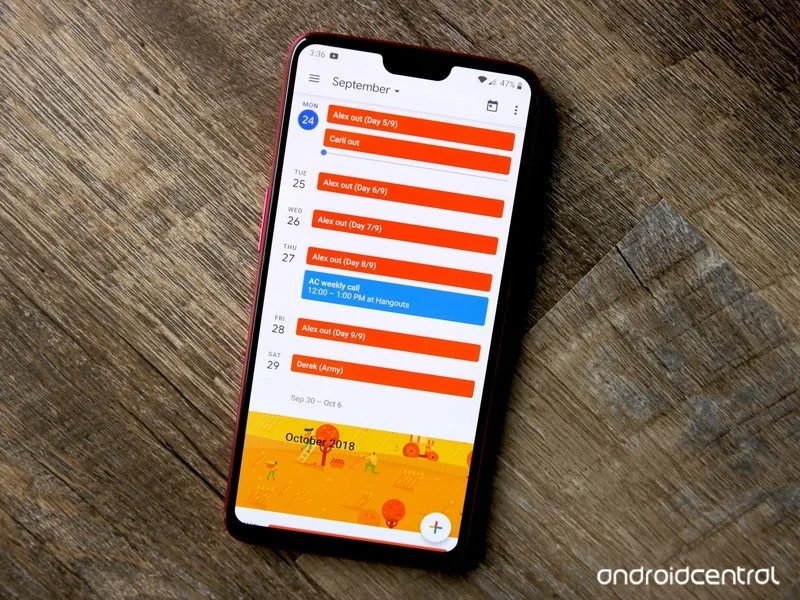 3:36
47%
September
MON
24
Alex out (Day 5/9)
Carli out
TUE
25
Alex out (Day 6/9)
WED
26
Alex out (Day 7/9)
THU
27
Alex out (Day 8/9)
AC weekly call
12:00 – 1:00 PM at Hangouts
FRI
28
Alex out (Day 9/9)
SAT
29
Derek (Army)
Sep 30 – Oct 6
October 2018
androidcentral